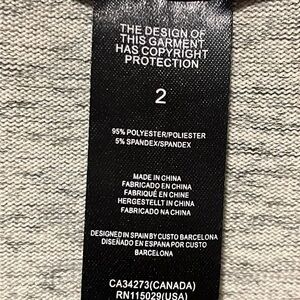 THE DESIGN OF
THIS GARMENT
HAS COPYRIGHT
PROTECTION
2
95% POLYESTER/POLIESTER
5% SPANDEX/SPANDEX
MADE IN CHINA
FABRICADO EN CHINA
FABRIQUÉ EN CHINE
HERGESTELLT IN CHINA
FABRICADO NA CHINA
DESIGNED IN SPAIN BY CUSTO BARCELONA
DISEÑADO EN ESPANA POR CUSTO
BARCELONA
CA34273(CANADA)
RN115029(USA)